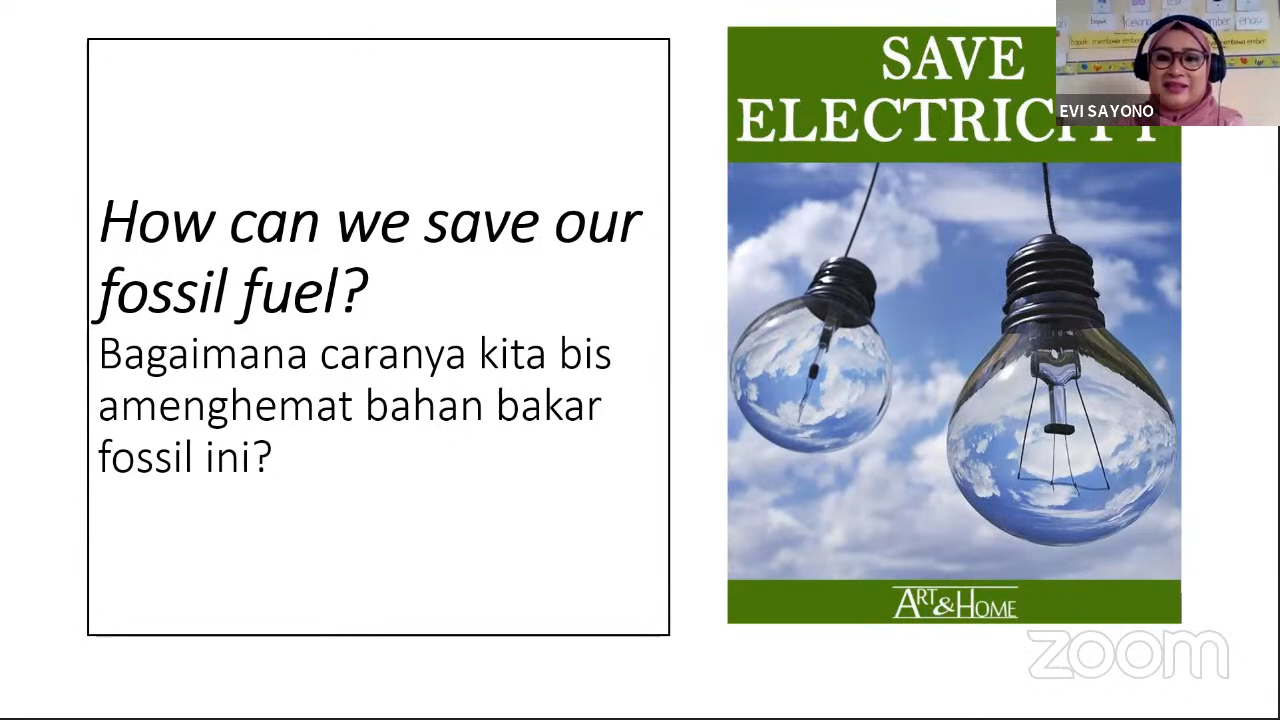 How can we save our
fossil fuel?
Bagaimana caranya kita bis
amenghemat bahan bakar
fossil ini?
SAVE
ELECTRICITY
ART & HOME
EVI SAYONO
zoom